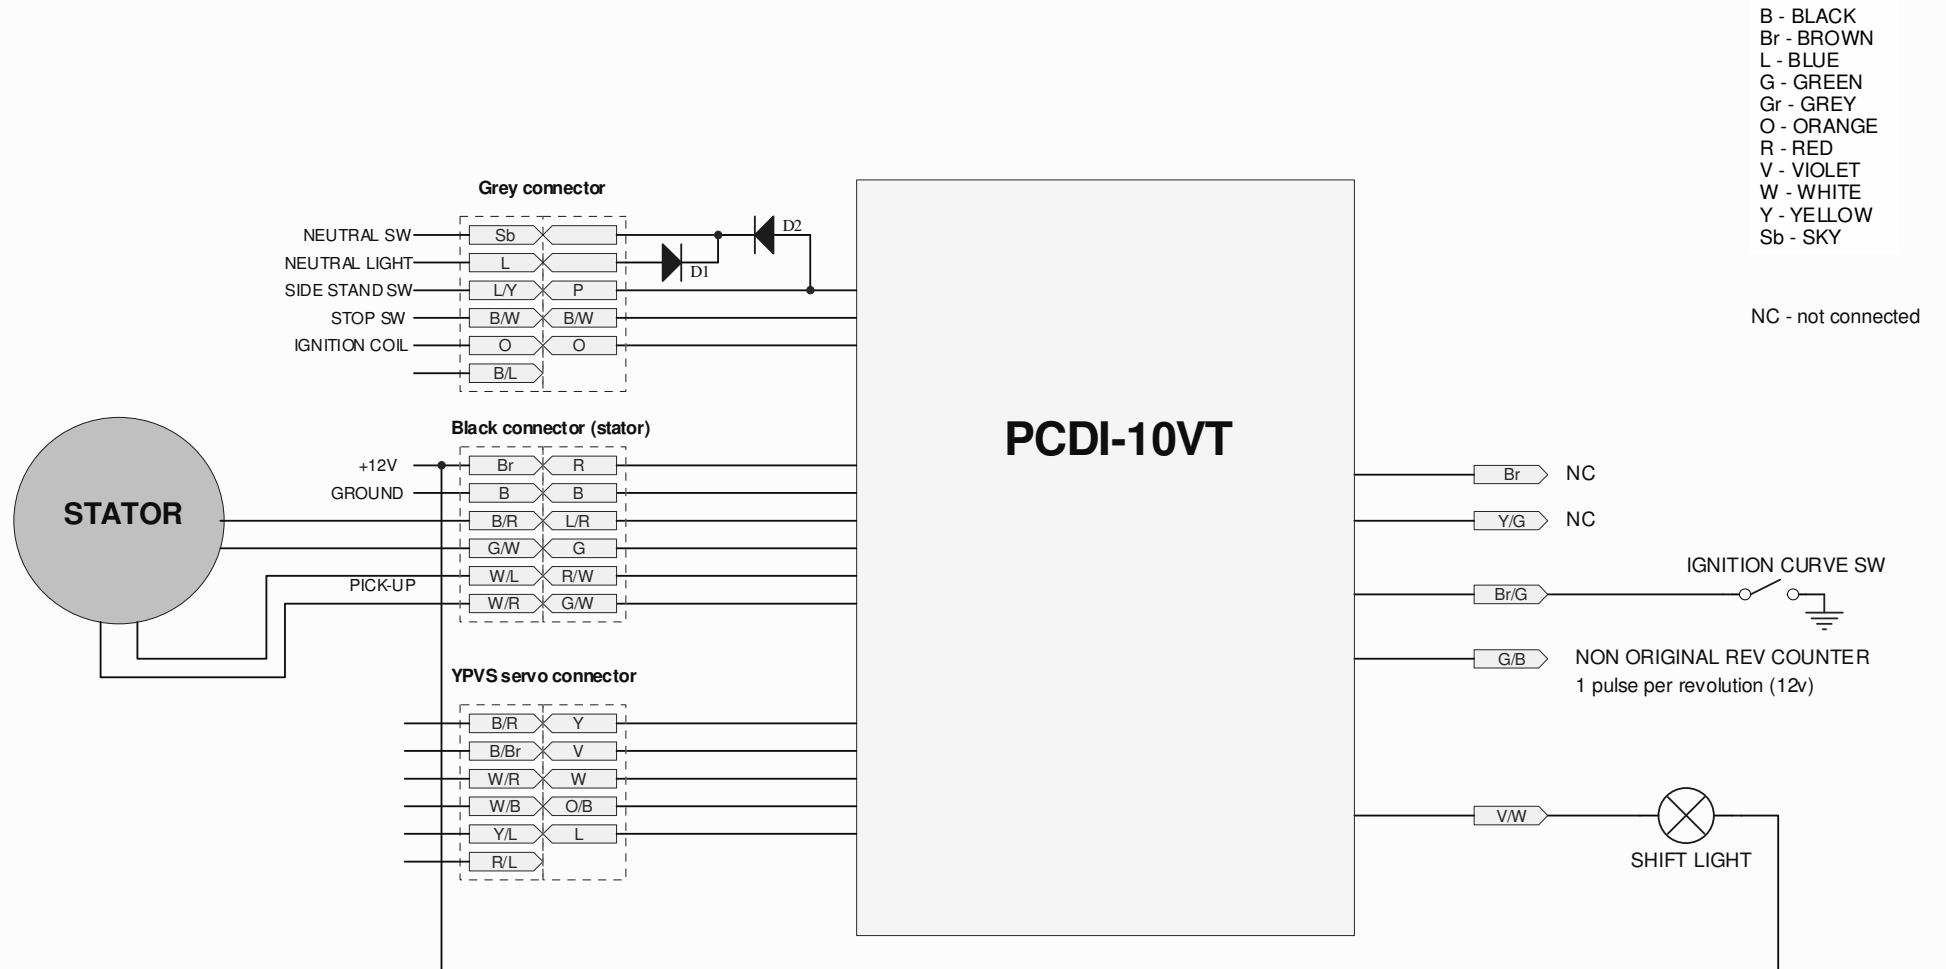 B - BLACK
Br - BROWN
L - BLUE
G - GREEN
Gr - GREY
O - ORANGE
R - RED
V - VIOLET
W - WHITE
Y - YELLOW
Sb - SKY
NC - not connected
Grey connector
NEUTRAL SW Sb
D2
NEUTRAL LIGHT L
D1
SIDE STAND SW L/Y P
STOP SW B/W B/W
IGNITION COIL O O
B/L
Black connector (stator)
+12V Br R
GROUND B B
B/R L/R
G/W G
PICK-UP
W/L R/W
W/R G/W
STATOR
YPVS servo connector
B/R Y
B/Br V
W/R W
W/B O/B
Y/L L
R/L
PCDI-10VT
Br NC
Y/G NC
IGNITION CURVE SW
Br/G
G/B NON ORIGINAL REV COUNTER
1 pulse per revolution (12v)
V/W
SHIFT LIGHT